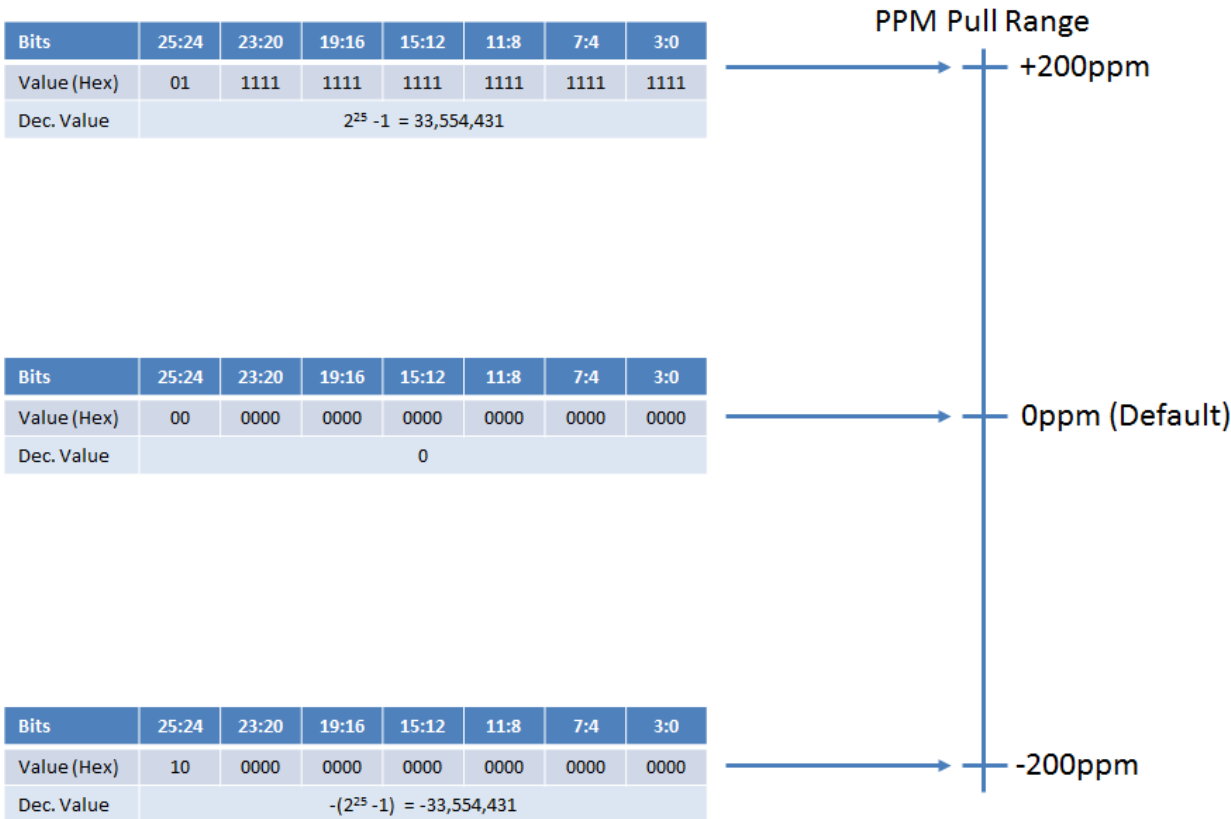 PPM Pull Range
Bits 25:24 23:20 19:16 15:12 11:8 7:4 3:0
+200ppm
Value (Hex) 01 1111 1111 1111 1111 1111 1111
Dec. Value 2²⁵ -1 = 33,554,431
Bits 25:24 23:20 19:16 15:12 11:8 7:4 3:0
Value (Hex) 00 0000 0000 0000 0000 0000 0000
0ppm (Default)
Dec. Value 0
Bits 25:24 23:20 19:16 15:12 11:8 7:4 3:0
Value (Hex) 10 0000 0000 0000 0000 0000 0000
-200ppm
Dec. Value -(2²⁵ -1) = -33,554,431